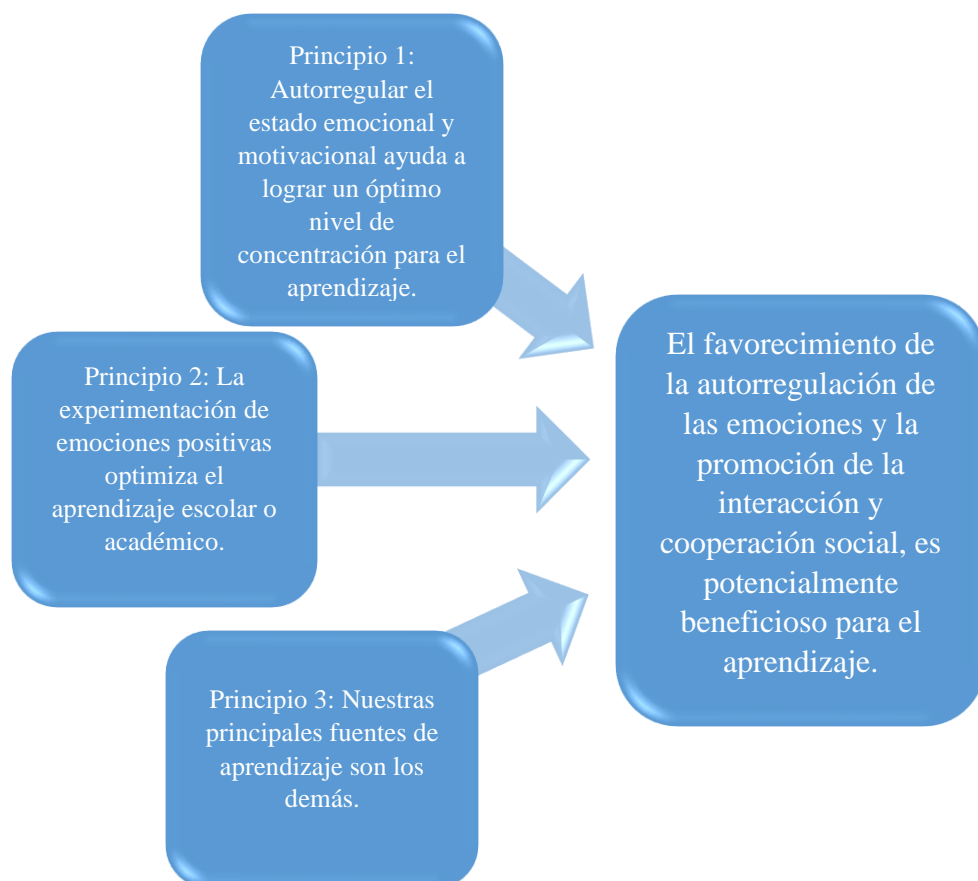 Principio 1:
Autorregular el
estado emocional y
motivacional ayuda a
lograr un óptimo
nivel de
concentración para el
aprendizaje.
Principio 2: La
experimentación de
emociones positivas
optimiza el
aprendizaje escolar o
académico.
Principio 3: Nuestras
principales fuentes de
aprendizaje son los
demás.
El favorecimiento de
la autorregulación de
las emociones y la
promoción de la
interacción y
cooperación social, es
potencialmente
beneficioso para el
aprendizaje.